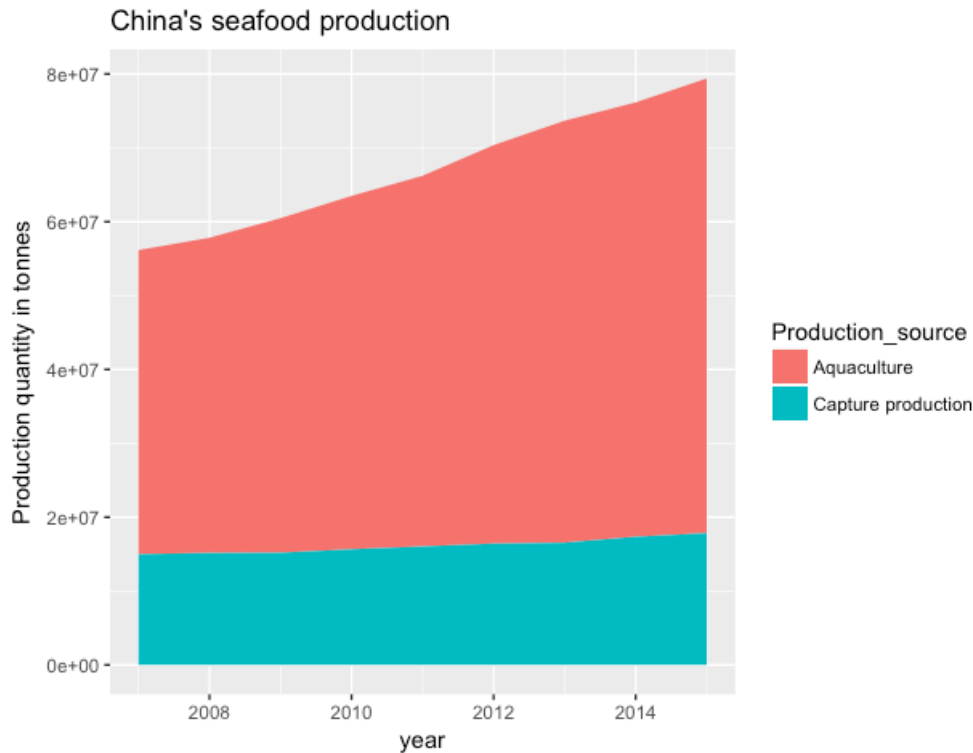 China's seafood production
Production quantity in tonnes
8e+07
6e+07
4e+07
2e+07
0e+00
2008
2010
2012
2014
year
Production_source
Aquaculture
Capture production